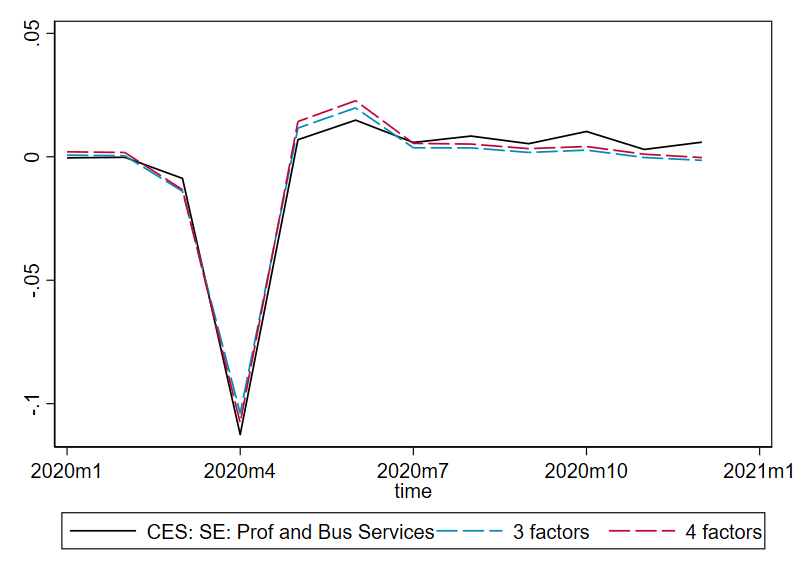 .05
0
-.05
-.1
2020m1 2020m4 2020m7 2020m10 2021m1
time
CES: SE: Prof and Bus Services 3 factors 4 factors